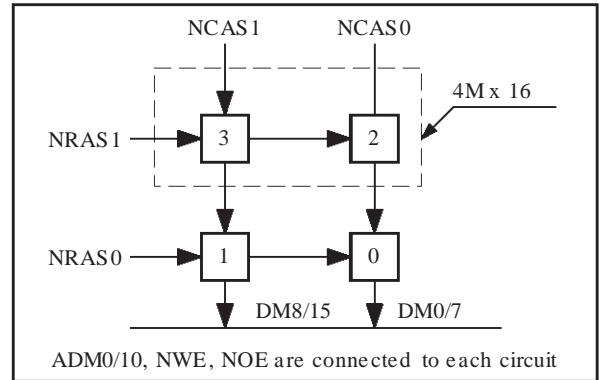 NCAS1 NCAS0
4M x 16
NRAS1 3 2
NRAS0 1 0
DM8/15 DM0/7
ADM0/10, NWE, NOE are connected to each circuit